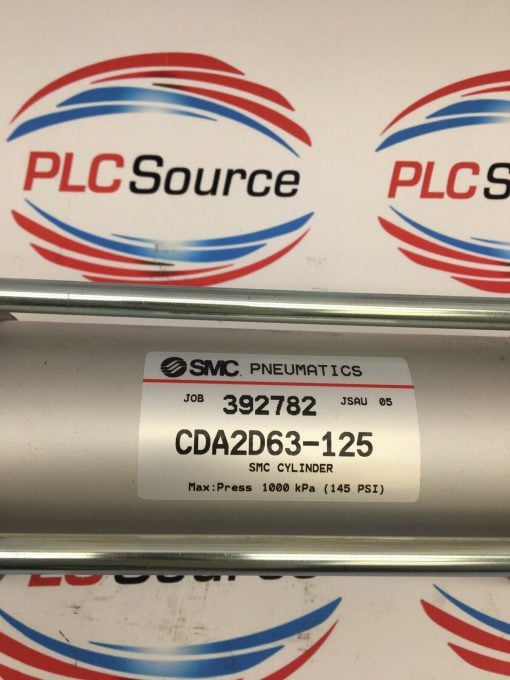 PLC Source
PLC S
SMC. PNEUMATICS
JOB 392782 JSAU 05
CDA2D63-125
SMC CYLINDER
Max:Press 1000 kPa (145 PSI)
Source